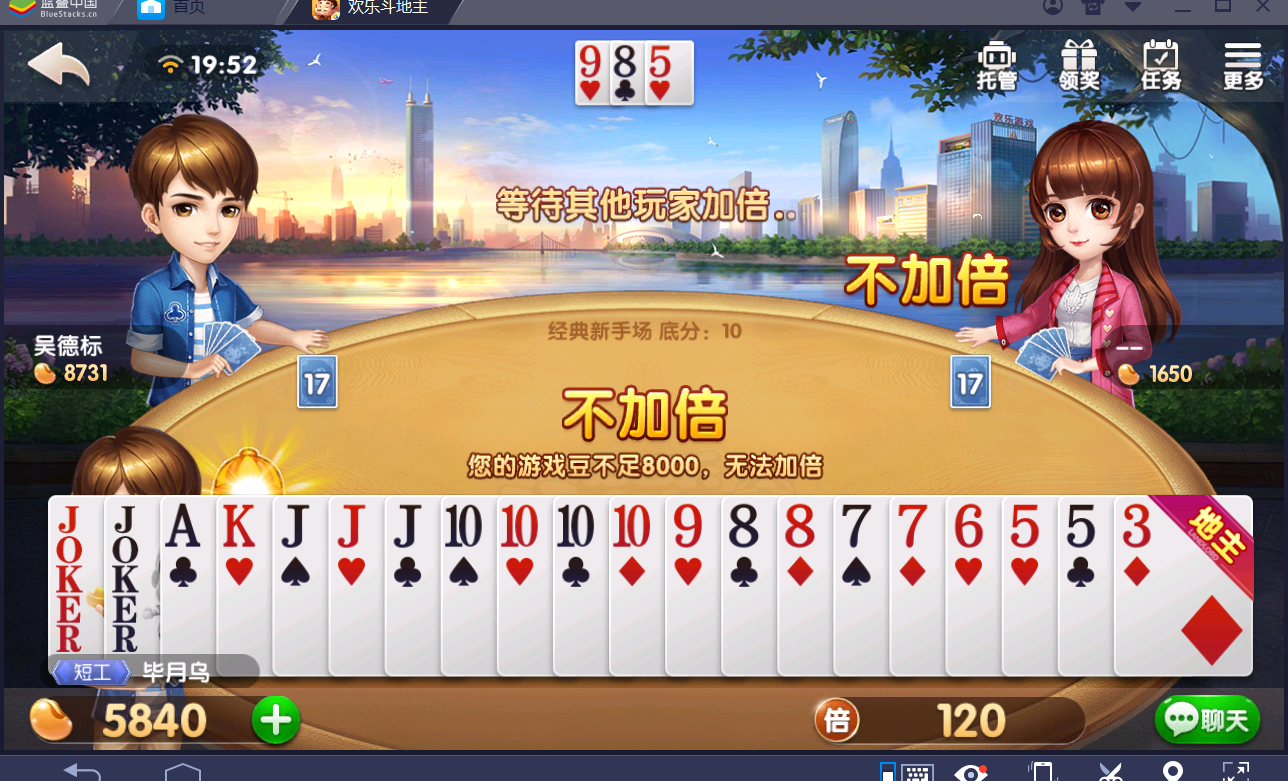 蓝叠中国
BlueStacks.cn
首页
欢乐斗地主
19:52
9 8 5
托管
领奖
任务
更多
欢乐游戏
等待其他玩家加倍..
不加倍
经典新手场 底分：10
吴德标
8731
--
1650
17
17
不加倍
您的游戏豆不足8000，无法加倍
JOKER JOKER A K J J J 10 10 10 10 9 8 8 7 7 6 5 5 3
地主
LANDLORD
短工 毕月乌
5840
倍 120
聊天